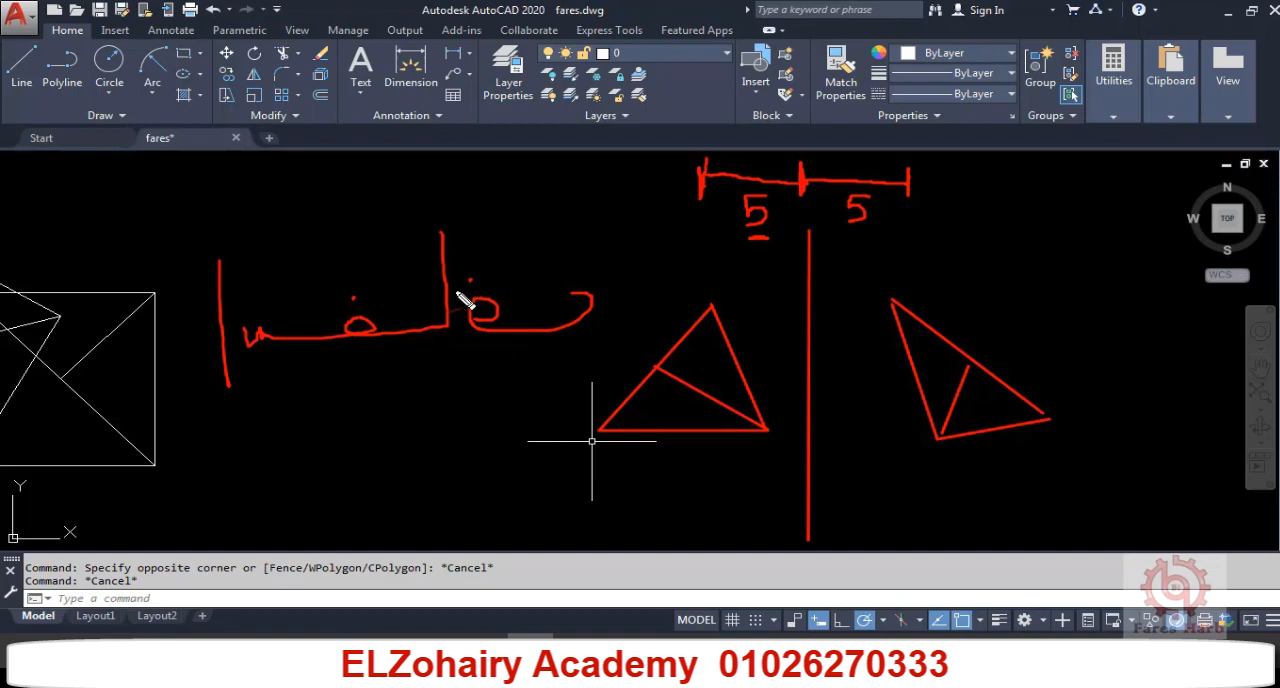 Autodesk AutoCAD 2020 fares.dwg
Type a keyword or phrase
Sign In
Home Insert Annotate Parametric View Manage Output Add-ins Collaborate Express Tools Featured Apps
0
ByLayer
ByLayer
ByLayer
Line Polyline Circle Arc Text Dimension Layer Properties Insert Match Properties Group Utilities Clipboard View
Draw Modify Annotation Layers Block Properties Groups
Start fares*
5 5
N
W TOP E
S
WCS
Y
X
Command: Specify opposite corner or [Fence/WPolygon/CPolygon]: *Cancel*
Command: *Cancel*
Type a command
Model Layout1 Layout2
MODEL
Fares Harb
ELZohairy Academy 01026270333